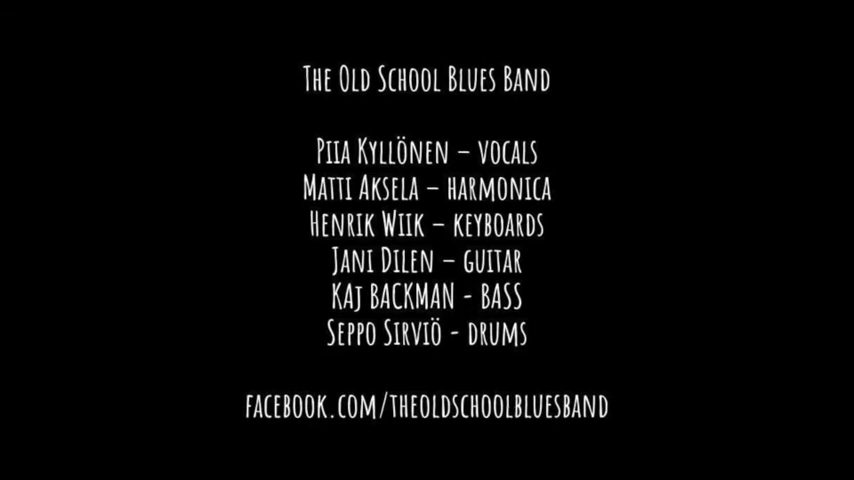 The Old School Blues Band
Piia Kyllönen – vocals
Matti Aksela – harmonica
Henrik Wiik – keyboards
Jani Dilen – guitar
Kaj BACKMAN - BASS
Seppo Sirviö - drums
facebook.com/theoldschoolbluesband